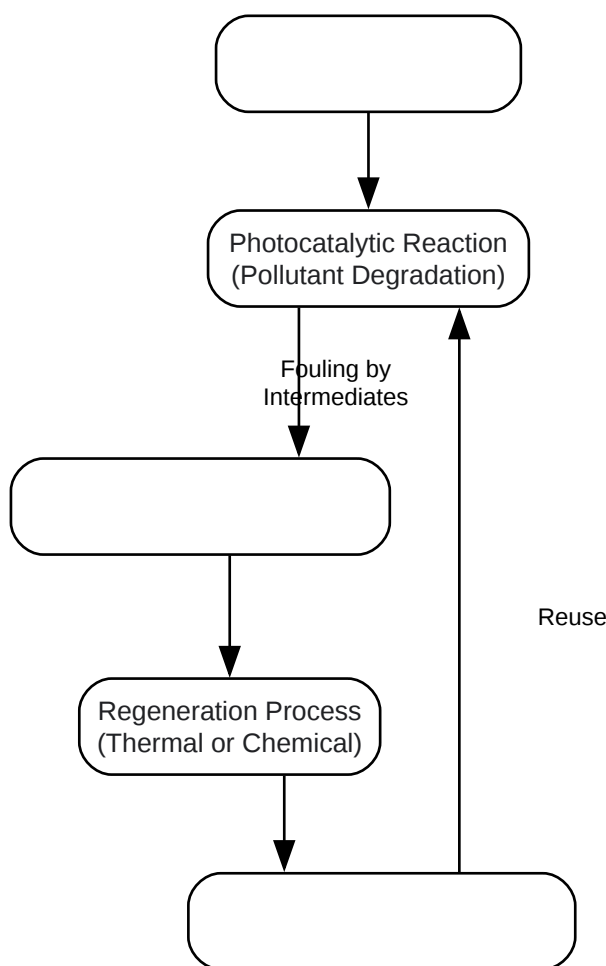 Photocatalytic Reaction
(Pollutant Degradation)
Fouling by
Intermediates
Reuse
Regeneration Process
(Thermal or Chemical)